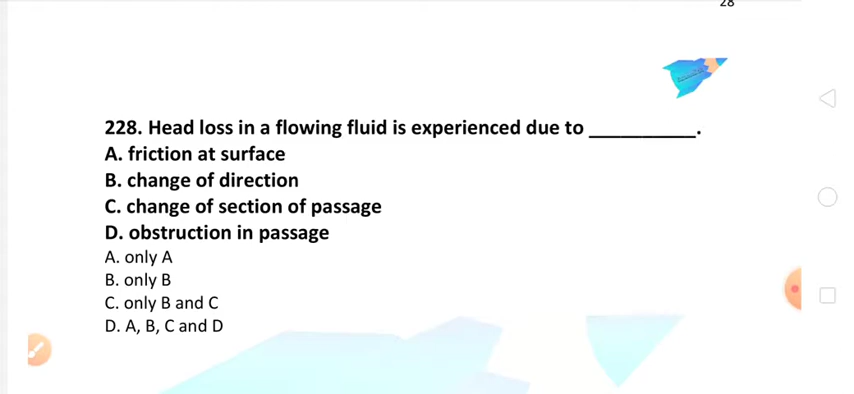 28
228. Head loss in a flowing fluid is experienced due to __________.
A. friction at surface
B. change of direction
C. change of section of passage
D. obstruction in passage
A. only A
B. only B
C. only B and C
D. A, B, C and D